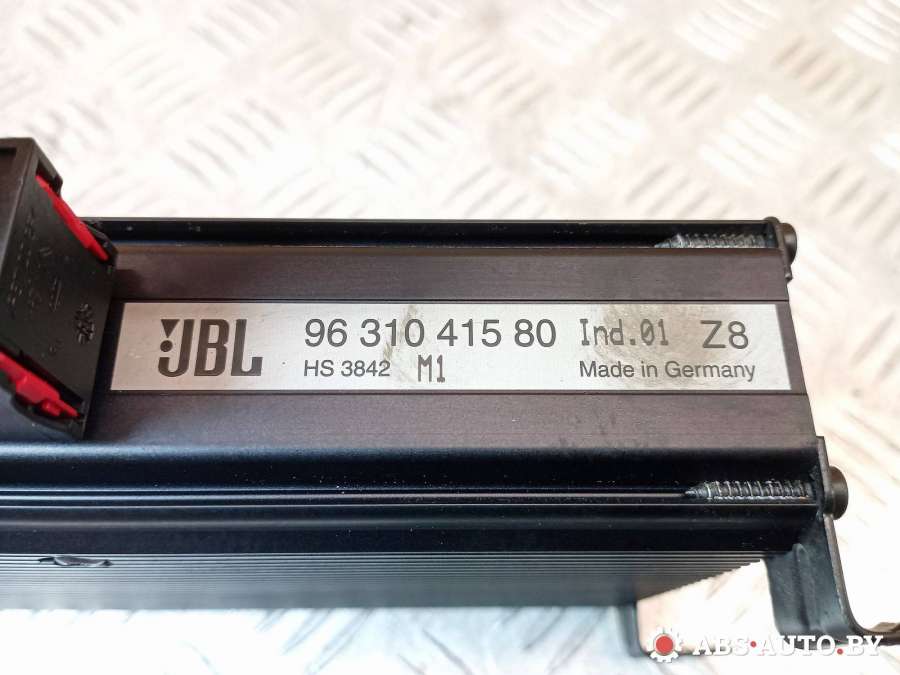 JBL 96 310 415 80 Ind.01 Z8
HS 3842 M1 Made in Germany
ABS-AUTO.BY